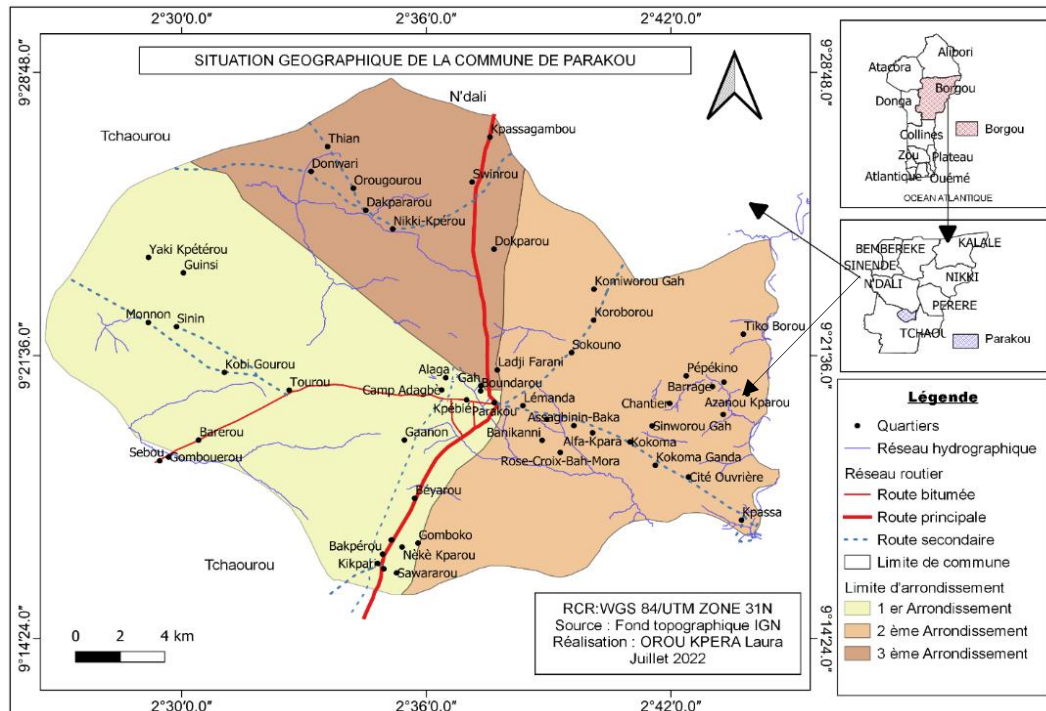 2°30'0.0" 2°36'0.0" 2°42'0.0"
9°28'48.0"
9°21'36.0"
9°14'24.0"
SITUATION GEOGRAPHIQUE DE LA COMMUNE DE PARAKOU
N'dali
Tchaourou
Kpassagambou
Thian
Donwari
Swinrou
Orougourou
Dakpararou
Nikki-Kpérou
Dokparou
Yaki Kpétérou
Guinsi
Komiworou Gah
Monnon
Sinin
Koroborou
Tiko Borou
Sokouno
Kobi Gourou
Ladji Farani
Alaga
Gah
Pépékino
Tourou
Camp Adagbè
Boundarou
Barrage
Kpébié
Parakou
Lémanda
Chantier
Azanou Kparou
Assaghinin-Baka
Sinworou Gah
Barèrou
Gaanon
Banikanni
Alfa-Kpara
Kokoma
Sebou
Gombouerou
Rose-Croix-Bah-Mora
Kokoma Ganda
Cité Ouvrière
Béyarou
Kpassa
Gomboko
Bakpérou
Nèkè Kparou
Kikpari
Sawararou
Tchaourou
0 2 4 km
RCR:WGS 84/UTM ZONE 31N
Source : Fond topographique IGN
Réalisation : OROU KPERA Laura
Juillet 2022
9°28'48.0"
9°21'36.0"
9°14'24.0"
2°30'0.0" 2°36'0.0" 2°42'0.0"
Alibori
Atacora
Borgou
Donga
Collines
Zou
Plateau
Atlantique
Ouémé
OCEAN ATLANTIQUE
Borgou
BEMBEREKE
KALALE
SINENDE
NIKKI
N'DALI
PERERE
TCHAOU
Parakou
Légende
Quartiers
Réseau hydrographique
Réseau routier
Route bitumée
Route principale
Route secondaire
Limite de commune
Limite d'arrondissement
1 er Arrondissement
2 ème Arrondissement
3 ème Arrondissement